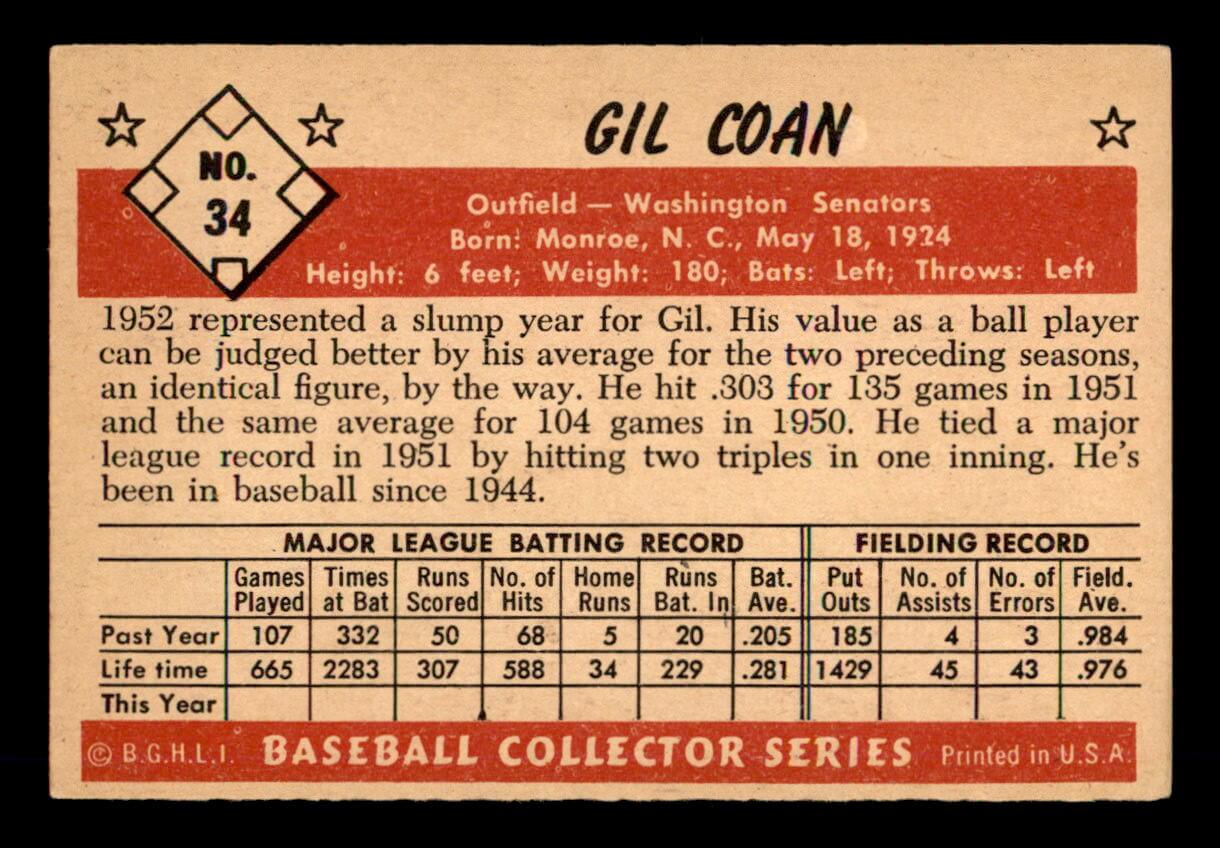 GIL COAN
NO.
34
Outfield — Washington Senators
Born: Monroe, N. C., May 18, 1924
Height: 6 feet; Weight: 180; Bats: Left; Throws: Left
1952 represented a slump year for Gil. His value as a ball player
can be judged better by his average for the two preceding seasons,
an identical figure, by the way. He hit .303 for 135 games in 1951
and the same average for 104 games in 1950. He tied a major
league record in 1951 by hitting two triples in one inning. He's
been in baseball since 1944.
MAJOR LEAGUE BATTING RECORD FIELDING RECORD
Games Times Runs No. of Home Runs Bat. Put No. of No. of Field.
Played at Bat Scored Hits Runs Bat. In Ave. Outs Assists Errors Ave.
Past Year 107 332 50 68 5 20 .205 185 4 3 .984
Life time 665 2283 307 588 34 229 .281 1429 45 43 .976
This Year
© B.G.H.L.I. BASEBALL COLLECTOR SERIES Printed in U.S.A.